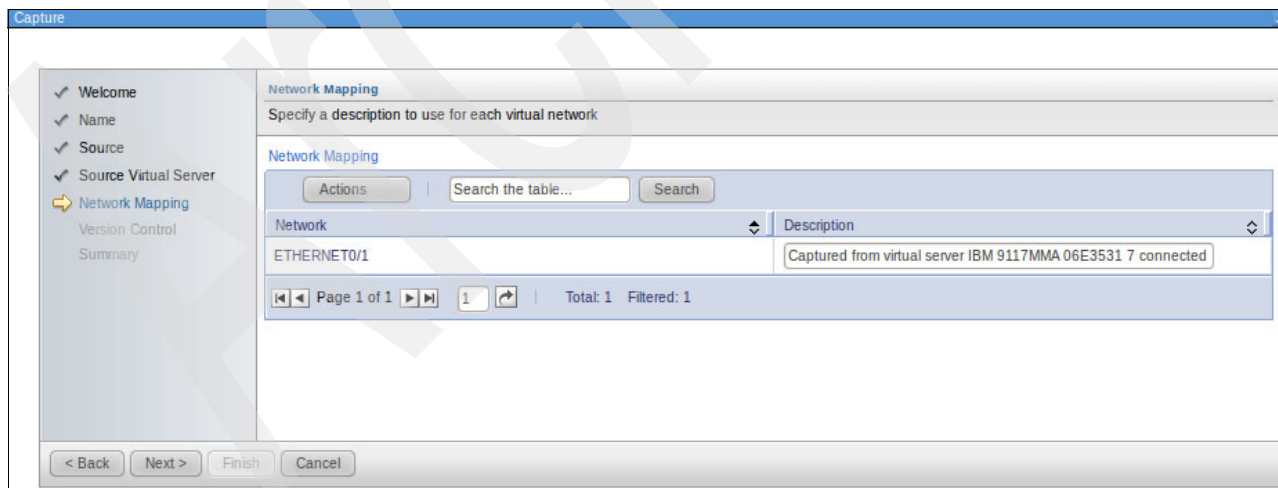 Capture
Welcome
Name
Source
Source Virtual Server
Network Mapping
Version Control
Summary
Network Mapping
Specify a description to use for each virtual network
Network Mapping
Actions Search the table... Search
Network Description
ETHERNET0/1 Captured from virtual server IBM 9117MMA 06E3531 7 connected
Page 1 of 1 1 Total: 1 Filtered: 1
< Back Next > Finish Cancel